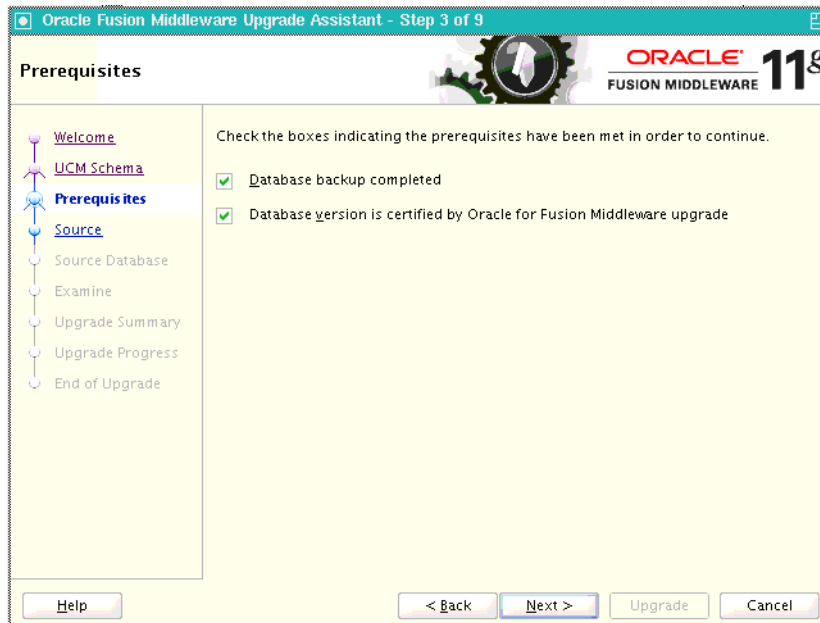 Oracle Fusion Middleware Upgrade Assistant - Step 3 of 9
Prerequisites
ORACLE
FUSION MIDDLEWARE
11g
Welcome
UCM Schema
Prerequisites
Source
Source Database
Examine
Upgrade Summary
Upgrade Progress
End of Upgrade
Check the boxes indicating the prerequisites have been met in order to continue.
Database backup completed
Database version is certified by Oracle for Fusion Middleware upgrade
Help
< Back
Next >
Upgrade
Cancel